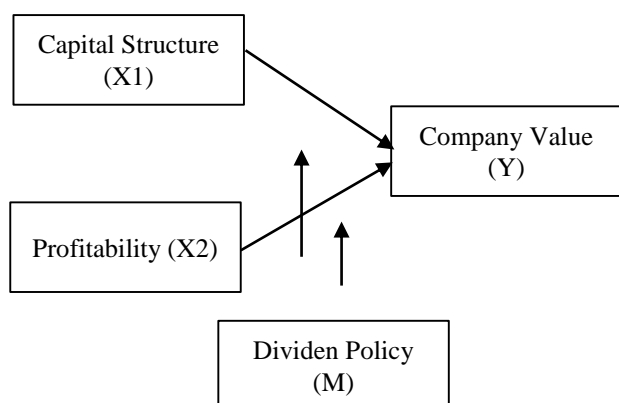 Capital Structure
(X1)
Company Value
(Y)
Profitability (X2)
Dividen Policy
(M)